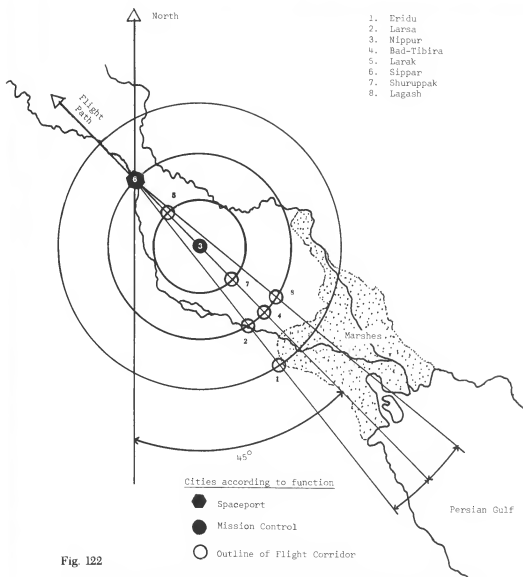 North
1. Eridu
2. Larsa
3. Nippur
4. Bad-Tibira
5. Larak
6. Sippar
7. Shuruppak
8. Lagash
Flight
Path
6
5
3
7
8
4
2
Marshes
1
45°
Cities according to function
Spaceport
Mission Control
Outline of Flight Corridor
Persian Gulf
Fig. 122